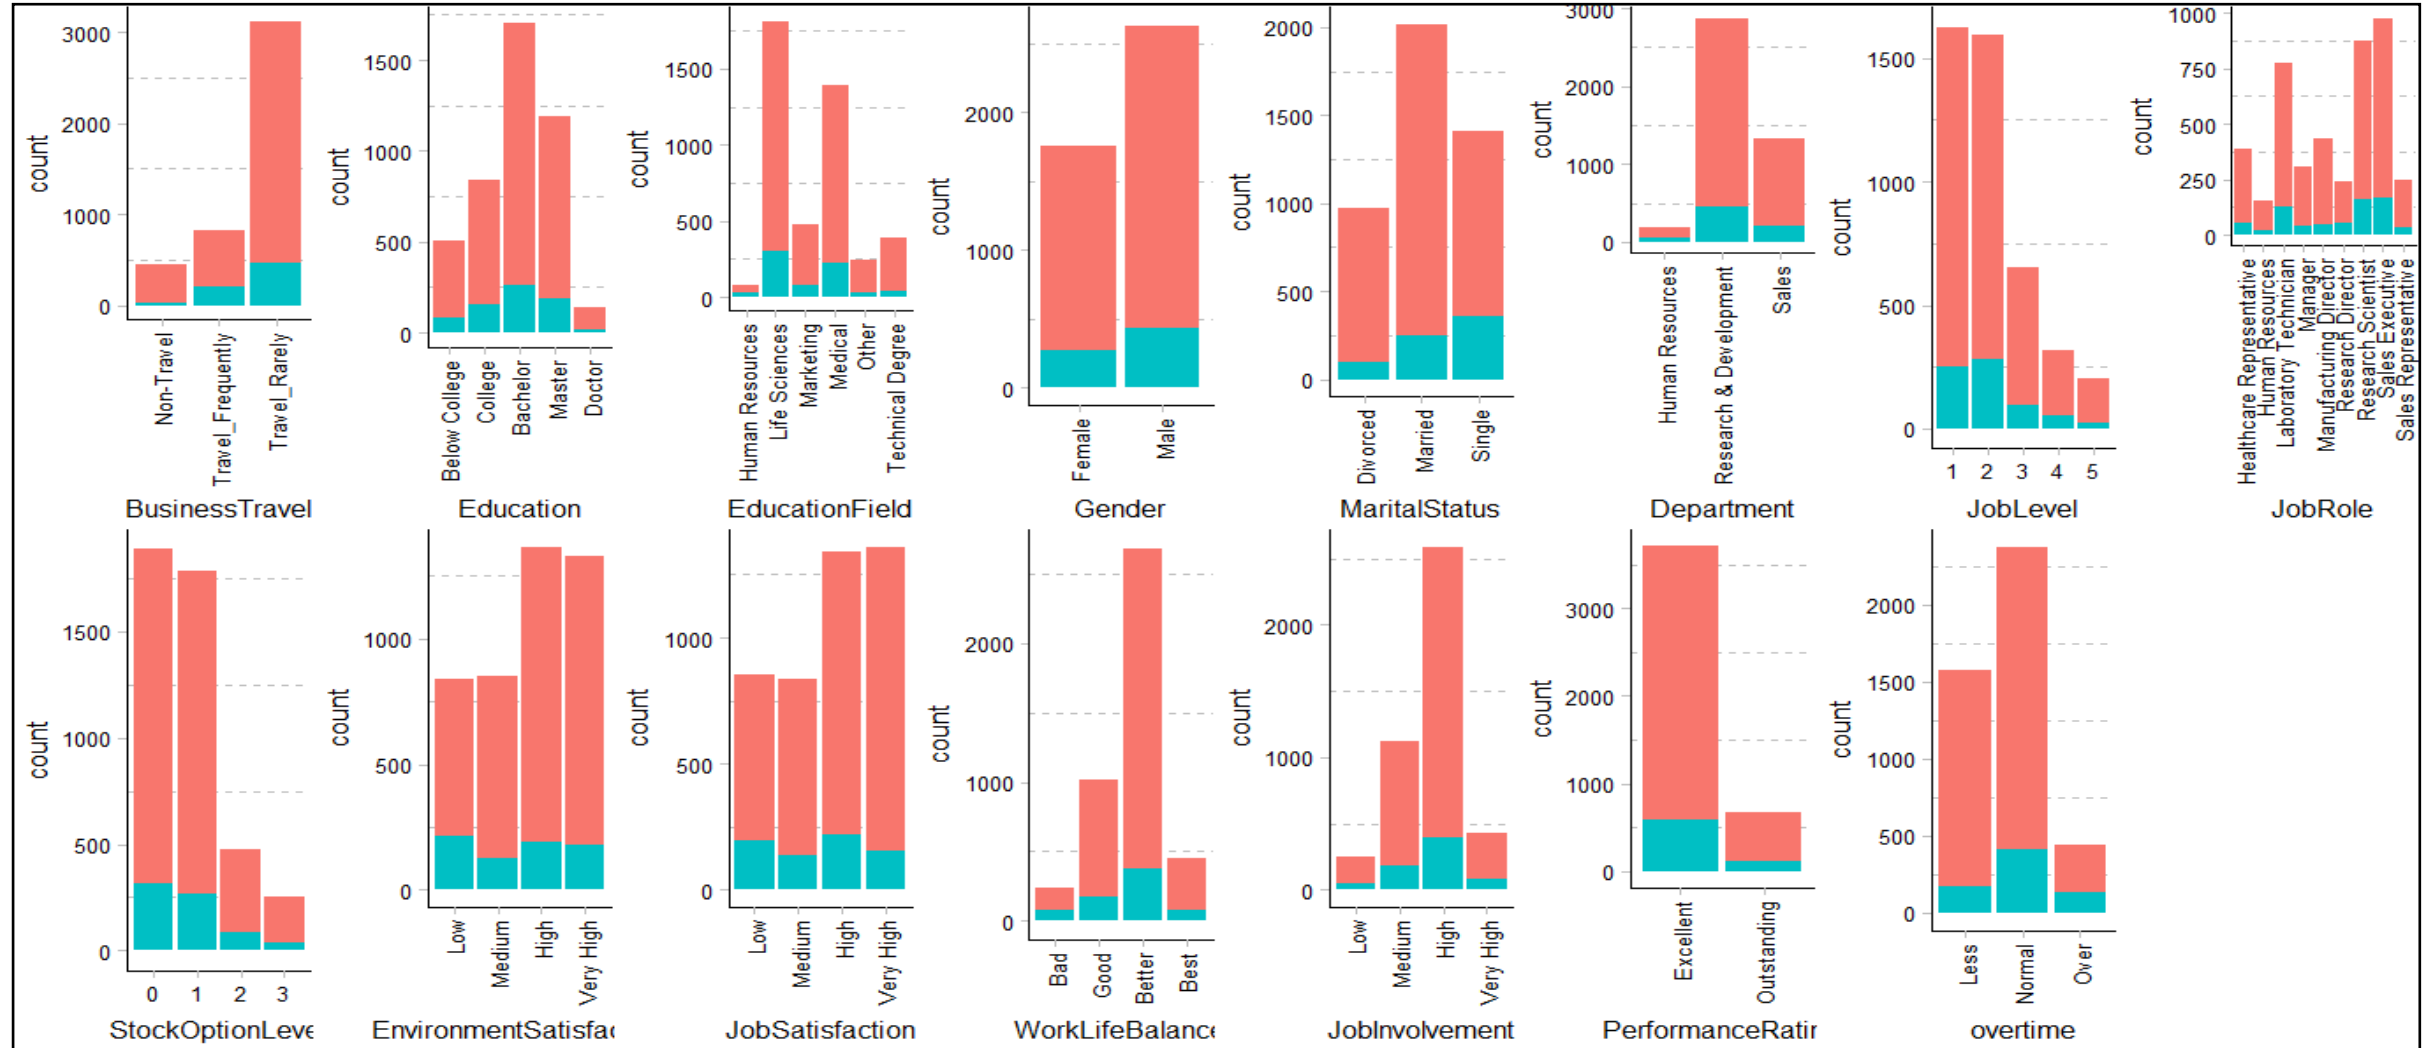 count
3000
2000
1000
0
Non-Travel
Travel_Frequently
Travel_Rarely
BusinessTravel
count
1500
1000
500
0
Below College
College
Bachelor
Master
Doctor
Education
count
1500
1000
500
0
Human Resources
Life Sciences
Marketing
Medical
Other
Technical Degree
EducationField
count
2000
1000
0
Female
Male
Gender
count
2000
1500
1000
500
0
Divorced
Married
Single
MaritalStatus
count
3000
2000
1000
0
Human Resources
Research & Development
Sales
Department
count
1500
1000
500
0
1 2 3 4 5
JobLevel
count
1000
750
500
250
0
Healthcare Representative
Human Resources
Laboratory Technician
Manager
Manufacturing Director
Research Director
Research Scientist
Sales Executive
Sales Representative
JobRole
count
1500
1000
500
0
0 1 2 3
StockOptionLeve
count
1000
500
0
Low
Medium
High
Very High
EnvironmentSatisfac
count
1000
500
0
Low
Medium
High
Very High
JobSatisfaction
count
2000
1000
0
Bad
Good
Better
Best
WorkLifeBalance
count
2000
1000
0
Low
Medium
High
Very High
JobInvolvement
count
3000
2000
1000
0
Excellent
Outstanding
PerformanceRatin
count
2000
1500
1000
500
0
Less
Normal
Over
overtime